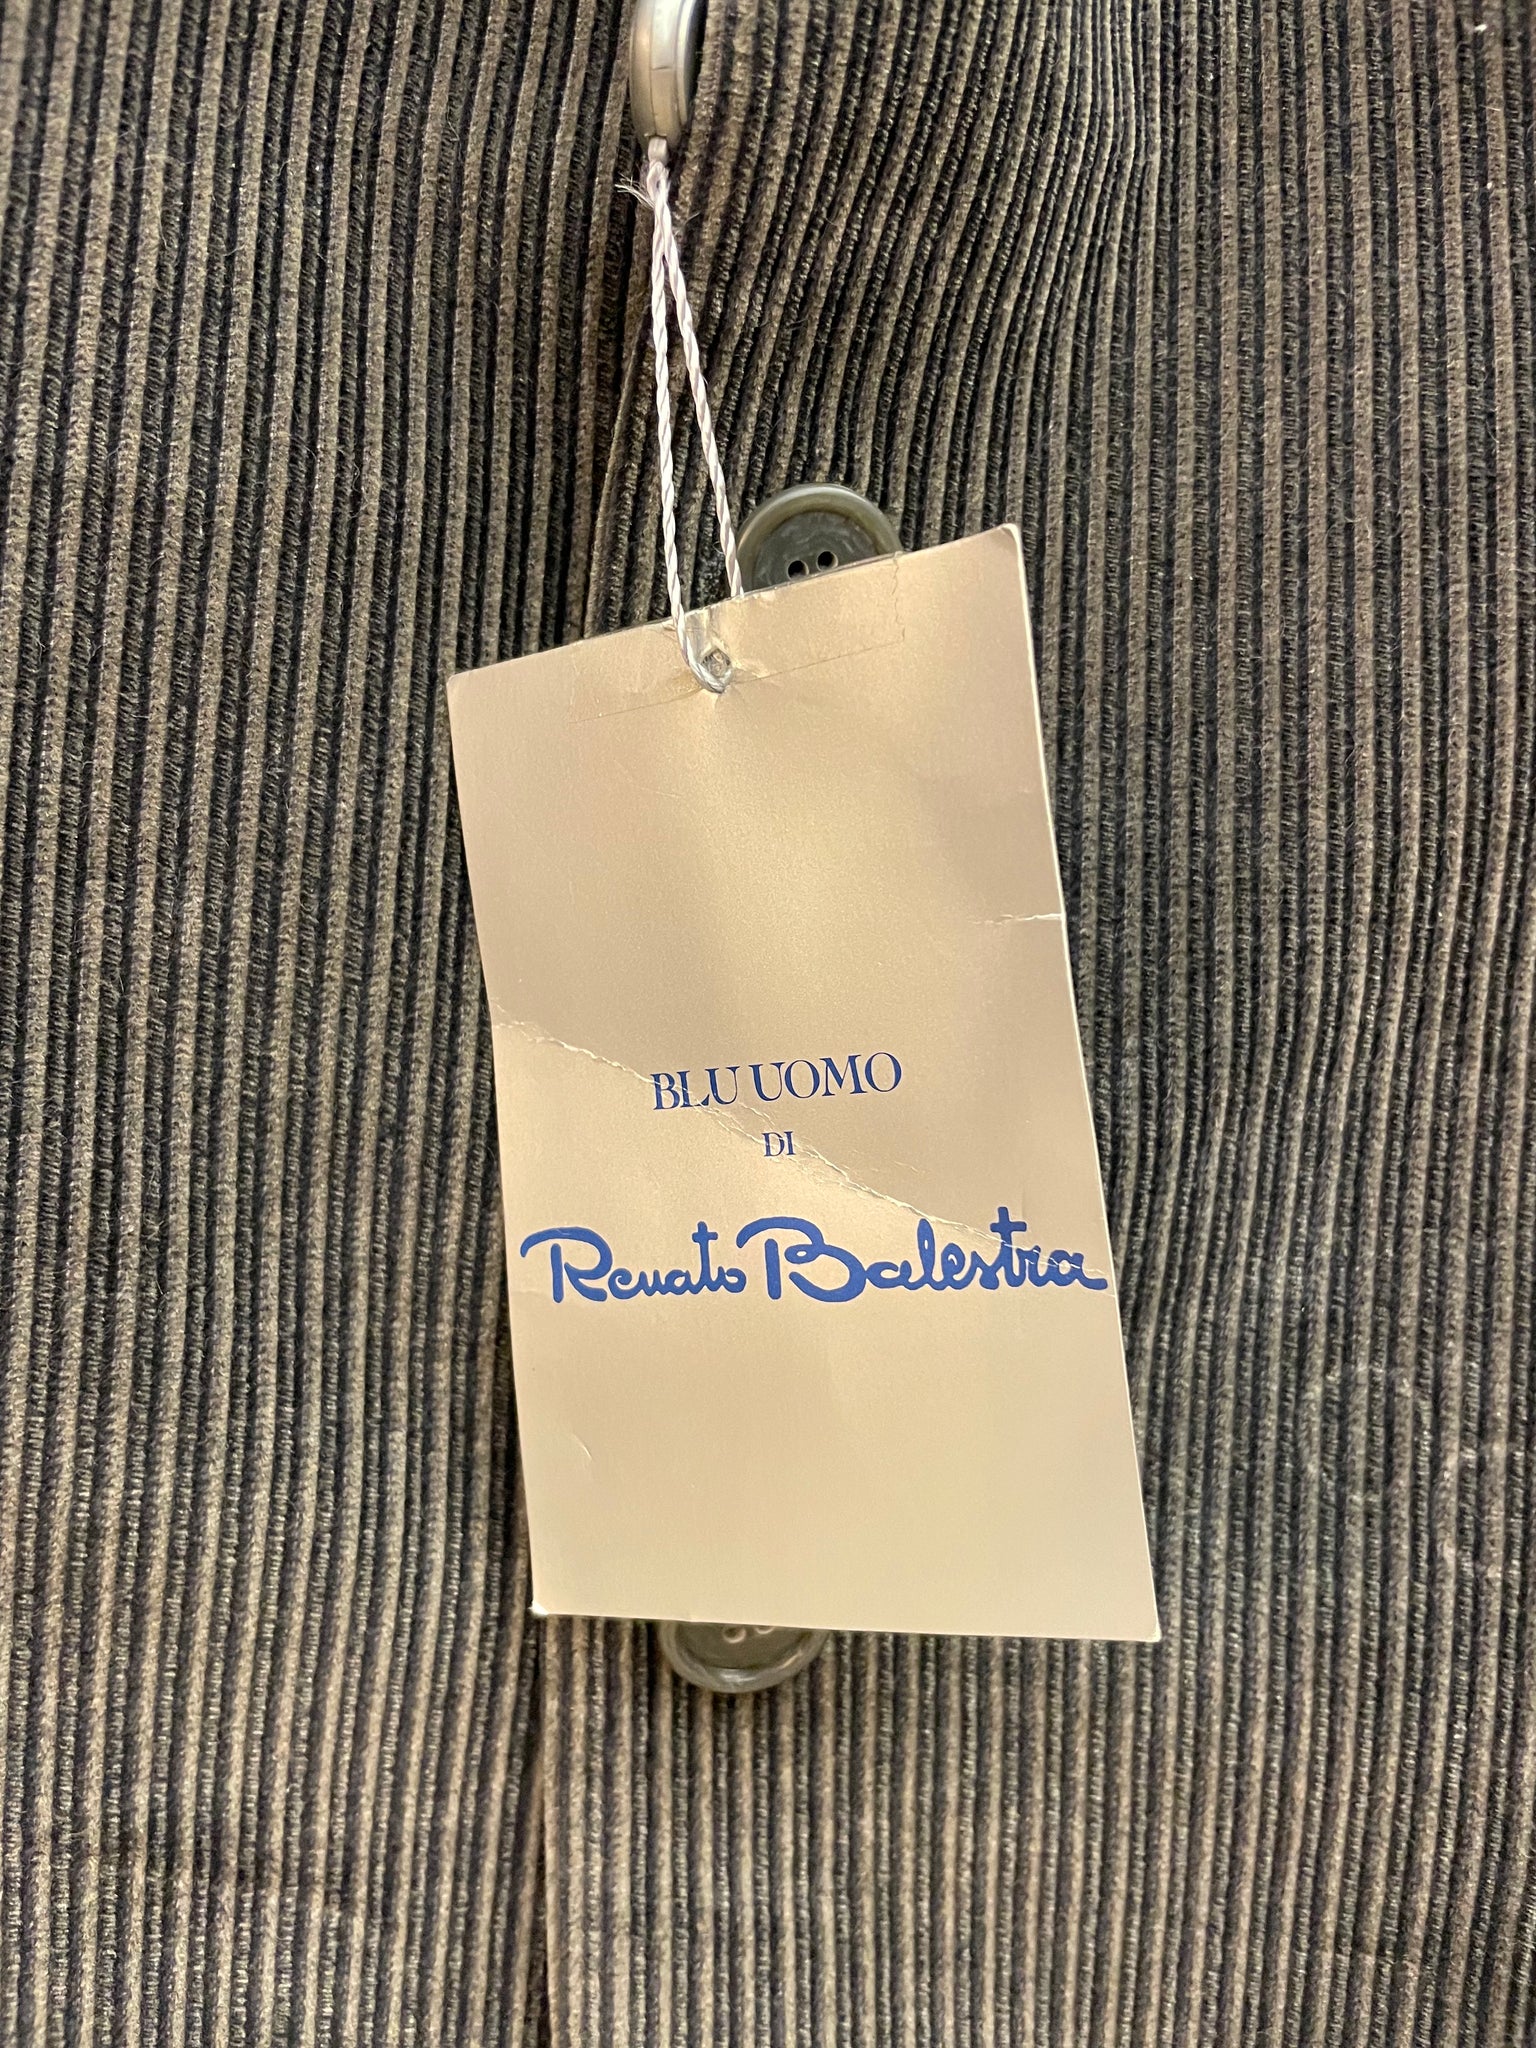 BLU UOMO
DI
Renato Balestra